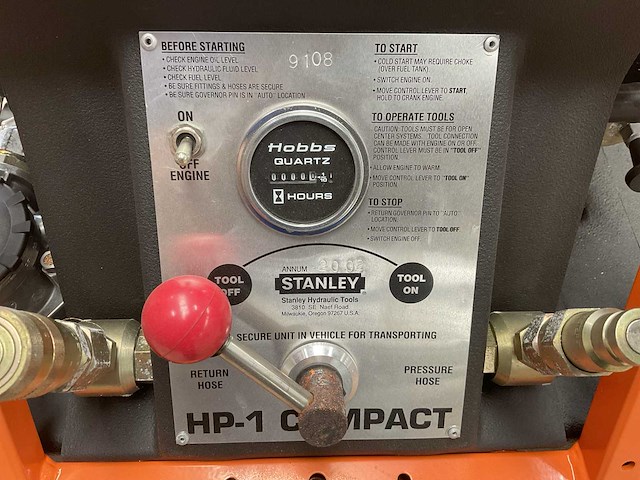 BEFORE STARTING
• CHECK ENGINE OIL LEVEL
• CHECK HYDRAULIC FLUID LEVEL
• CHECK FUEL LEVEL
• BE SURE FITTINGS & HOSES ARE SECURE
• BE SURE GOVERNOR PIN IS IN "AUTO" LOCATION
9108
TO START
• COLD START MAY REQUIRE CHOKE
(OVER FUEL TANK).
• SWITCH ENGINE ON.
• MOVE CONTROL LEVER TO START,
HOLD TO CRANK ENGINE.
ON
OFF
ENGINE
Hobbs
QUARTZ
HOURS
TO OPERATE TOOLS
CAUTION: TOOLS MUST BE FOR OPEN
CENTER SYSTEMS. TOOL CONNECTION
CAN BE MADE WITH ENGINE ON OR OFF.
CONTROL LEVER MUST BE IN "TOOL OFF"
POSITION.
• ALLOW ENGINE TO WARM.
• MOVE CONTROL LEVER TO "TOOL ON"
POSITION.
TO STOP
• RETURN GOVERNOR PIN TO "AUTO"
LOCATION.
• MOVE CONTROL LEVER TO TOOL OFF.
• SWITCH ENGINE OFF.
TOOL
OFF
ANNUM
STANLEY
Stanley Hydraulic Tools
3810 SE Naef Road
Milwaukie, Oregon 97267 U.S.A.
TOOL
ON
SECURE UNIT IN VEHICLE FOR TRANSPORTING
RETURN
HOSE
PRESSURE
HOSE
HP-1 COMPACT